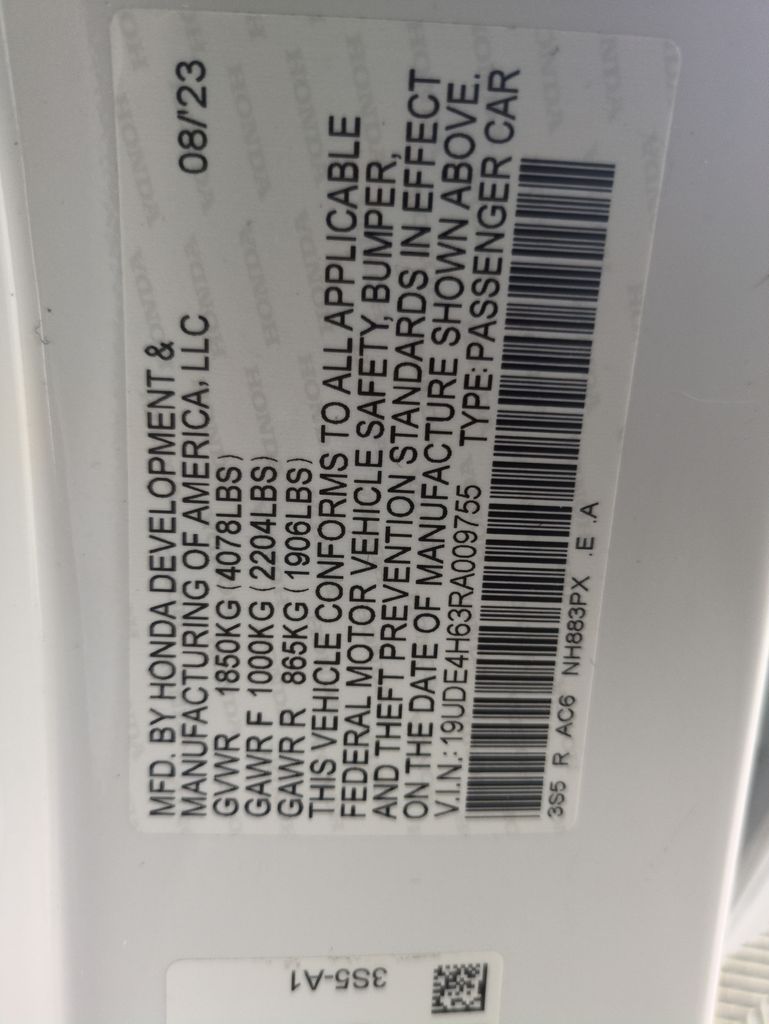 MFD. BY HONDA DEVELOPMENT & 08/'23
MANUFACTURING OF AMERICA, LLC
GVWR 1850KG (4078LBS)
GAWR F 1000KG (2204LBS)
GAWR R 865KG (1906LBS)
THIS VEHICLE CONFORMS TO ALL APPLICABLE
FEDERAL MOTOR VEHICLE SAFETY, BUMPER,
AND THEFT PREVENTION STANDARDS IN EFFECT
ON THE DATE OF MANUFACTURE SHOWN ABOVE.
V.I.N.: 19UDE4H63RA009755 TYPE: PASSENGER CAR
3S5 R AC6 NH883PX .E .A
3S5-A1